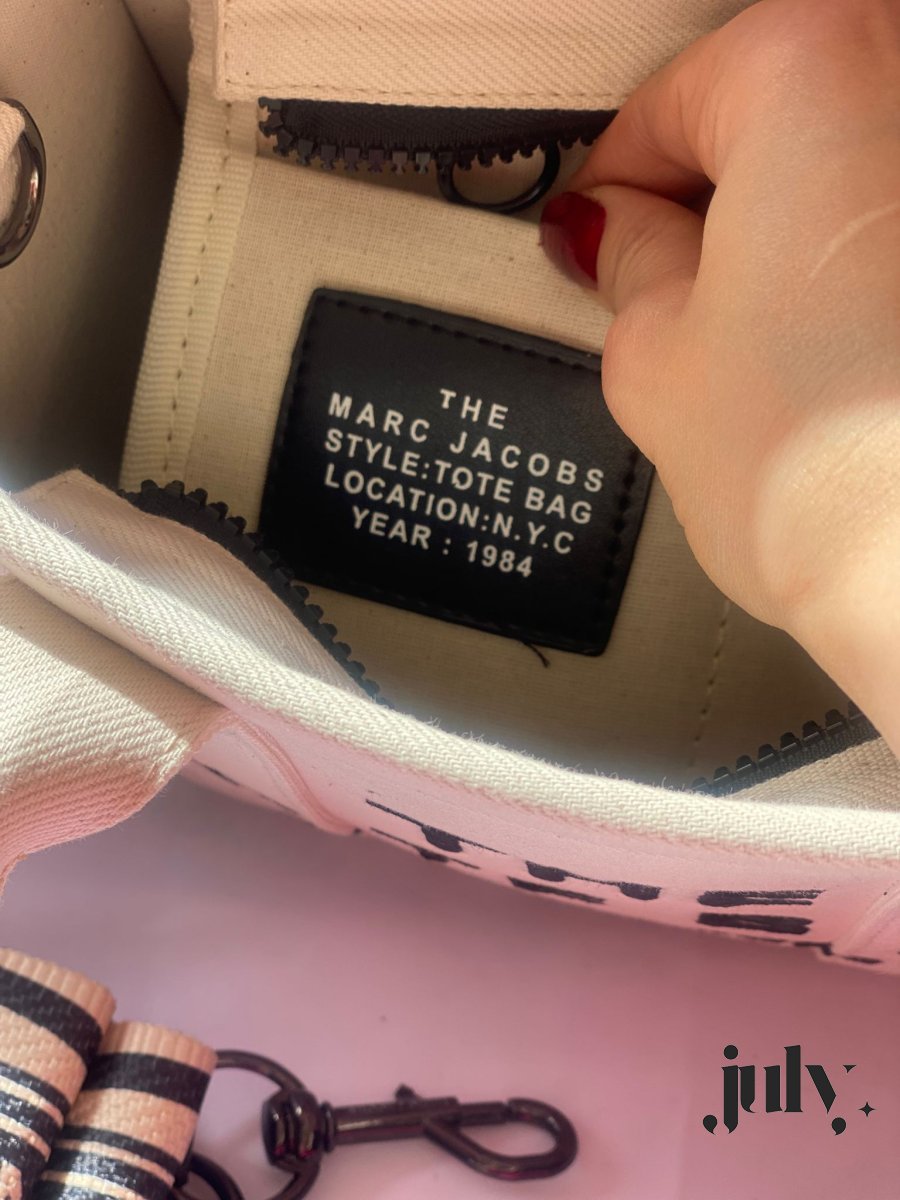 THE
MARC JACOBS
STYLE:TOTE BAG
LOCATION:N.Y.C
YEAR : 1984
july